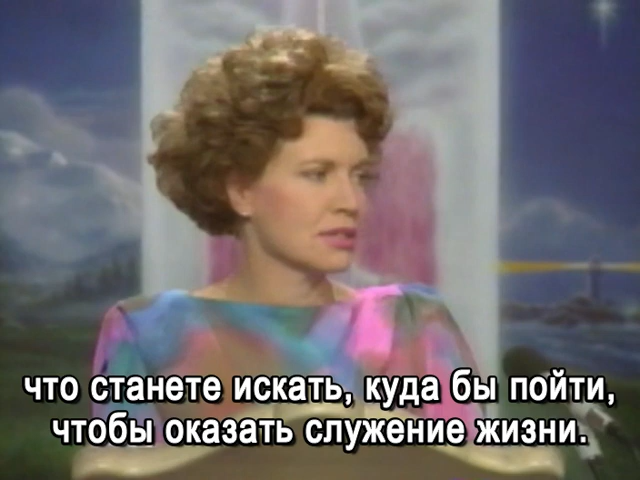 что станете искать, куда бы пойти,
чтобы оказать служение жизни.